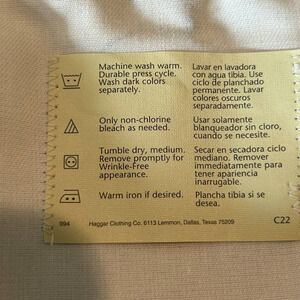 Machine wash warm.
Durable press cycle.
Wash dark colors
separately.
Lavar en lavadora
con agua tibia. Use
ciclo de planchado
permanente. Lavar
colores oscuros
separadamente.
Only non-chlorine
bleach as needed.
Usar solamente
blanqueador sin cloro,
cuando se necesite.
Tumble dry, medium.
Remove promptly for
Wrinkle-Free
appearance.
Secar en secadora ciclo
mediano. Remover
immediatamente para
tener apariencia
inarrugable.
Warm iron if desired.
Plancha tibia si se
desea.
994
Haggar Clothing Co. 6113 Lemmon, Dallas, Texas 75209
C22